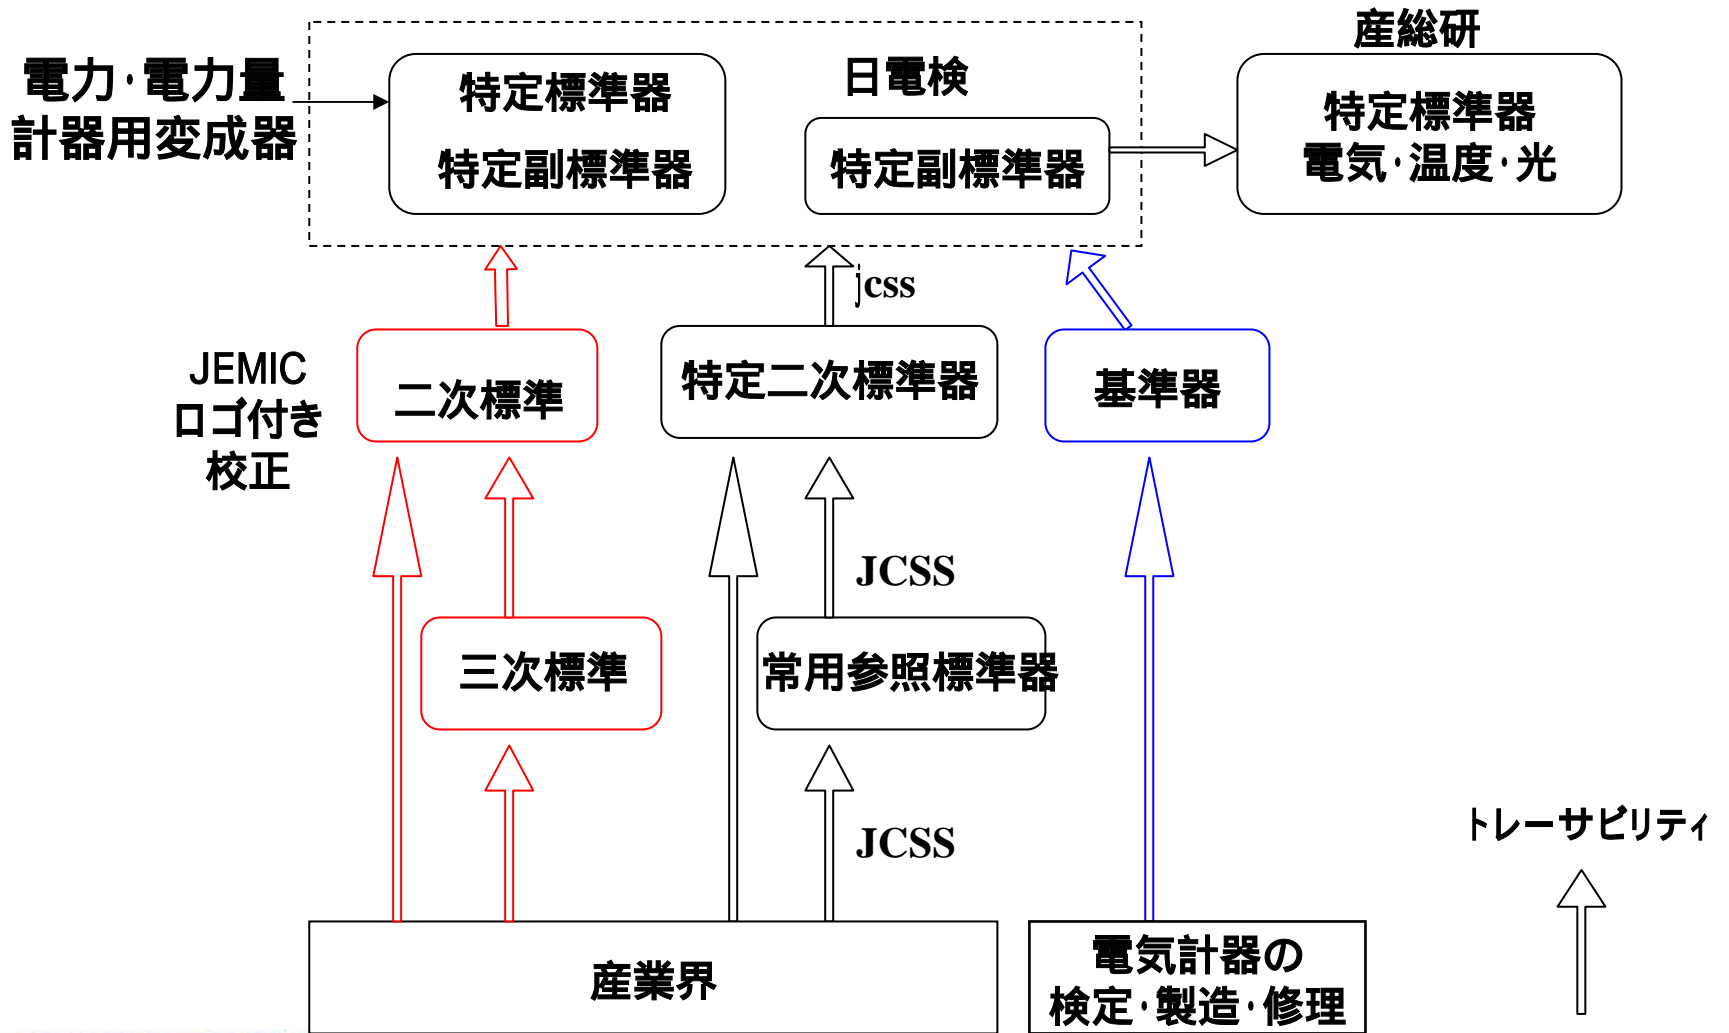 産総研
電力・電力量
計器用変成器
特定標準器
特定副標準器
日電検
特定副標準器
特定標準器
電気・温度・光
jcss
JEMIC
ロゴ付き
校正
二次標準
特定二次標準器
基準器
JCSS
三次標準
常用参照標準器
JCSS
トレーサビリティ
産業界
電気計器の
検定・製造・修理